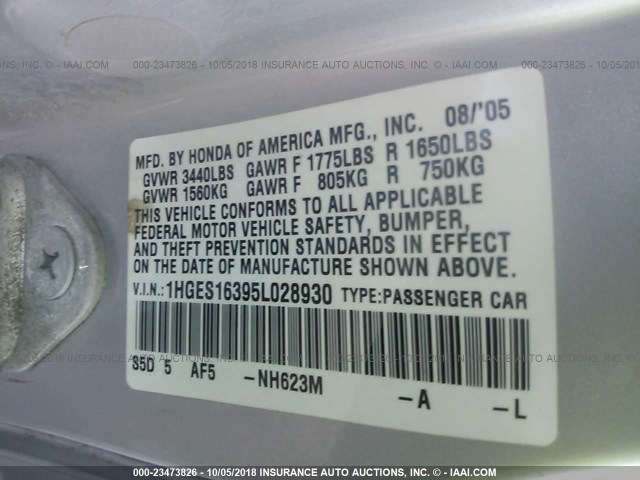 000-23473826 - 10/05/2018 INSURANCE AUTO AUCTIONS, INC. - © IAAI.COM
MFD. BY HONDA OF AMERICA MFG., INC. 08/'05
GVWR 3440LBS GAWR F 1775LBS R 1650LBS
GVWR 1560KG GAWR F 805KG R 750KG
THIS VEHICLE CONFORMS TO ALL APPLICABLE
FEDERAL MOTOR VEHICLE SAFETY, BUMPER,
AND THEFT PREVENTION STANDARDS IN EFFECT
ON THE DATE OF MANUFACTURE SHOWN ABOVE.
V.I.N.:1HGES16395L028930 TYPE:PASSENGER CAR
S5D 5 AF5 -NH623M -A -L
000-23473826 - 10/05/2018 INSURANCE AUTO AUCTIONS, INC. - © IAAI.COM